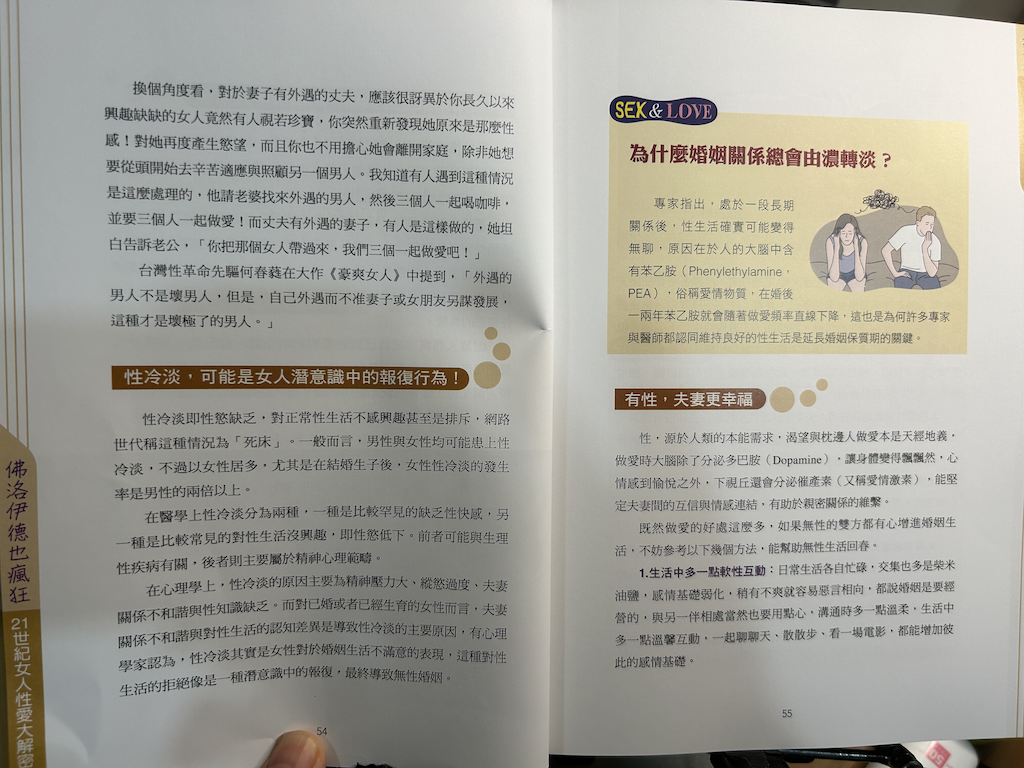 換個角度看，對於妻子有外遇的丈夫，應該很訝異於你長久以來
興趣缺缺的女人竟然有人視若珍寶，你突然重新發現她原來是那麼性
感！對她再度產生慾望，而且你也不用擔心她會離開家庭，除非她想
要從頭開始去辛苦適應與照顧另一個男人。我知道有人遇到這種情況
是這麼處理的，他請老婆找來外遇的男人，然後三個人一起喝咖啡，
並要三個人一起做愛！而丈夫有外遇的妻子，有人是這樣做的，她坦
白告訴老公，「你把那個女人帶過來，我們三個一起做愛吧！」
台灣性革命先驅何春蕤在大作《豪爽女人》中提到，「外遇的
男人不是壞男人，但是，自己外遇而不准妻子或女朋友另謀發展，
這種才是壞極了的男人。」
性冷淡，可能是女人潛意識中的報復行為！
性冷淡即性慾缺乏，對正常性生活不感興趣甚至是排斥，網路
世代稱這種情況為「死床」。一般而言，男性與女性均可能患上性
冷淡，不過以女性居多，尤其是在結婚生子後，女性性冷淡的發生
率是男性的兩倍以上。
在醫學上性冷淡分為兩種，一種是比較罕見的缺乏性快感，另
一種是比較常見的對性生活沒興趣，即性慾低下。前者可能與生理
性疾病有關，後者則主要屬於精神心理範疇。
在心理學上，性冷淡的原因主要為精神壓力大、縱慾過度、夫妻
關係不和諧與性知識缺乏。而對已婚或者已經生育的女性而言，夫妻
關係不和諧與對性生活的認知差異是導致性冷淡的主要原因，有心理
學家認為，性冷淡其實是女性對於婚姻生活不滿意的表現，這種對性
生活的拒絕像是一種潛意識中的報復，最終導致無性婚姻。
54
佛洛伊德也瘋狂
21世紀女人性愛大解密
SEX & LOVE
為什麼婚姻關係總會由濃轉淡？
專家指出，處於一段長期
關係後，性生活確實可能變得
無聊，原因在於人的大腦中含
有苯乙胺（Phenylethylamine，
PEA），俗稱愛情物質，在婚後
一兩年苯乙胺就會隨著做愛頻率直線下降，這也是為何許多專家
與醫師都認同維持良好的性生活是延長婚姻保質期的關鍵。
有性，夫妻更幸福
性，源於人類的本能需求，渴望與枕邊人做愛本是天經地義，
做愛時大腦除了分泌多巴胺（Dopamine），讓身體變得飄飄然，心
情感到愉悅之外，下視丘還會分泌催產素（又稱愛情激素），能堅
定夫妻間的互信與情感連結，有助於親密關係的維繫。
既然做愛的好處這麼多，如果無性的雙方都有心增進婚姻生
活，不妨參考以下幾個方法，能幫助無性生活回春。
1.生活中多一點軟性互動：日常生活各自忙碌，交集也多是柴米
油鹽，感情基礎弱化，稍有不爽就容易惡言相向，都說婚姻是要經
營的，與另一伴相處當然也要用點心，溝通時多一點溫柔，生活中
多一點溫馨互動，一起聊聊天、散散步、看一場電影，都能增加彼
此的感情基礎。
55